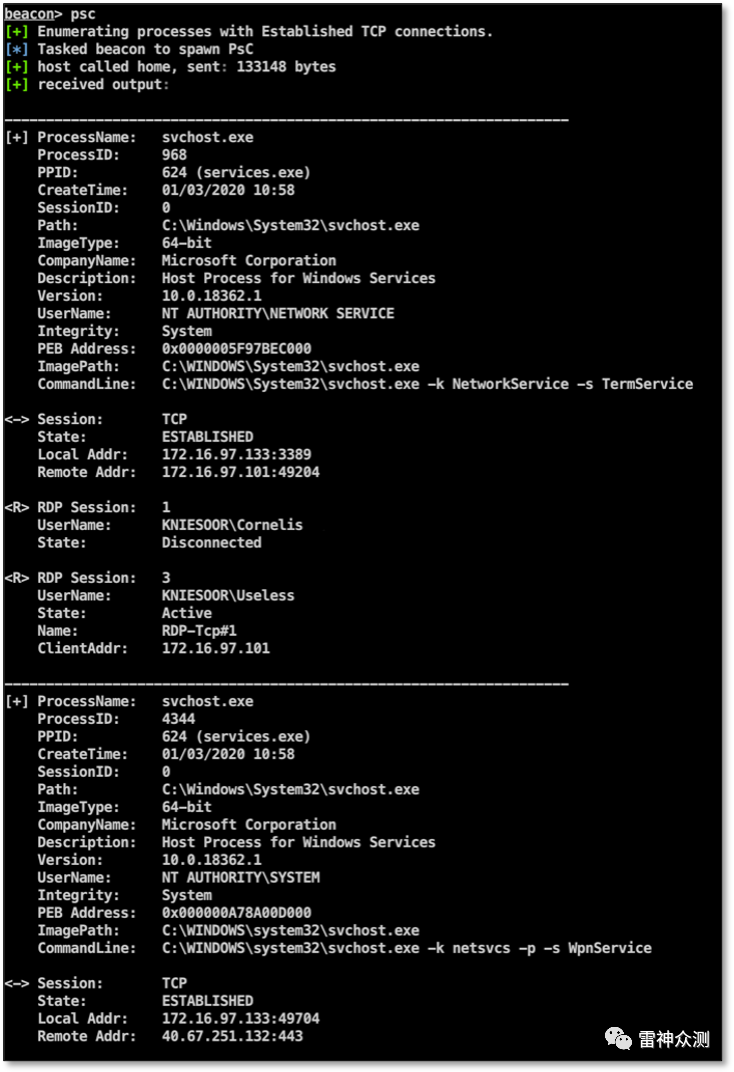 beacon> psc
[+] Enumerating processes with Established TCP connections.
[*] Tasked beacon to spawn PsC
[+] host called home, sent: 133148 bytes
[+] received output:
--------------------------------------------------------------------
[+] ProcessName: svchost.exe
ProcessID: 968
PPID: 624 (services.exe)
CreateTime: 01/03/2020 10:58
SessionID: 0
Path: C:\Windows\System32\svchost.exe
ImageType: 64-bit
CompanyName: Microsoft Corporation
Description: Host Process for Windows Services
Version: 10.0.18362.1
UserName: NT AUTHORITY\NETWORK SERVICE
Integrity: System
PEB Address: 0x0000005F97BEC000
ImagePath: C:\WINDOWS\System32\svchost.exe
CommandLine: C:\WINDOWS\System32\svchost.exe -k NetworkService -s TermService
<-> Session: TCP
State: ESTABLISHED
Local Addr: 172.16.97.133:3389
Remote Addr: 172.16.97.101:49204
<R> RDP Session: 1
UserName: KNIESOOR\Cornelis
State: Disconnected
<R> RDP Session: 3
UserName: KNIESOOR\Useless
State: Active
Name: RDP-Tcp#1
ClientAddr: 172.16.97.101
--------------------------------------------------------------------
[+] ProcessName: svchost.exe
ProcessID: 4344
PPID: 624 (services.exe)
CreateTime: 01/03/2020 10:58
SessionID: 0
Path: C:\Windows\System32\svchost.exe
ImageType: 64-bit
CompanyName: Microsoft Corporation
Description: Host Process for Windows Services
Version: 10.0.18362.1
UserName: NT AUTHORITY\SYSTEM
Integrity: System
PEB Address: 0x000000A78A00D000
ImagePath: C:\WINDOWS\system32\svchost.exe
CommandLine: C:\WINDOWS\system32\svchost.exe -k netsvcs -p -s WpnService
<-> Session: TCP
State: ESTABLISHED
Local Addr: 172.16.97.133:49704
Remote Addr: 40.67.251.132:443
雷神众测